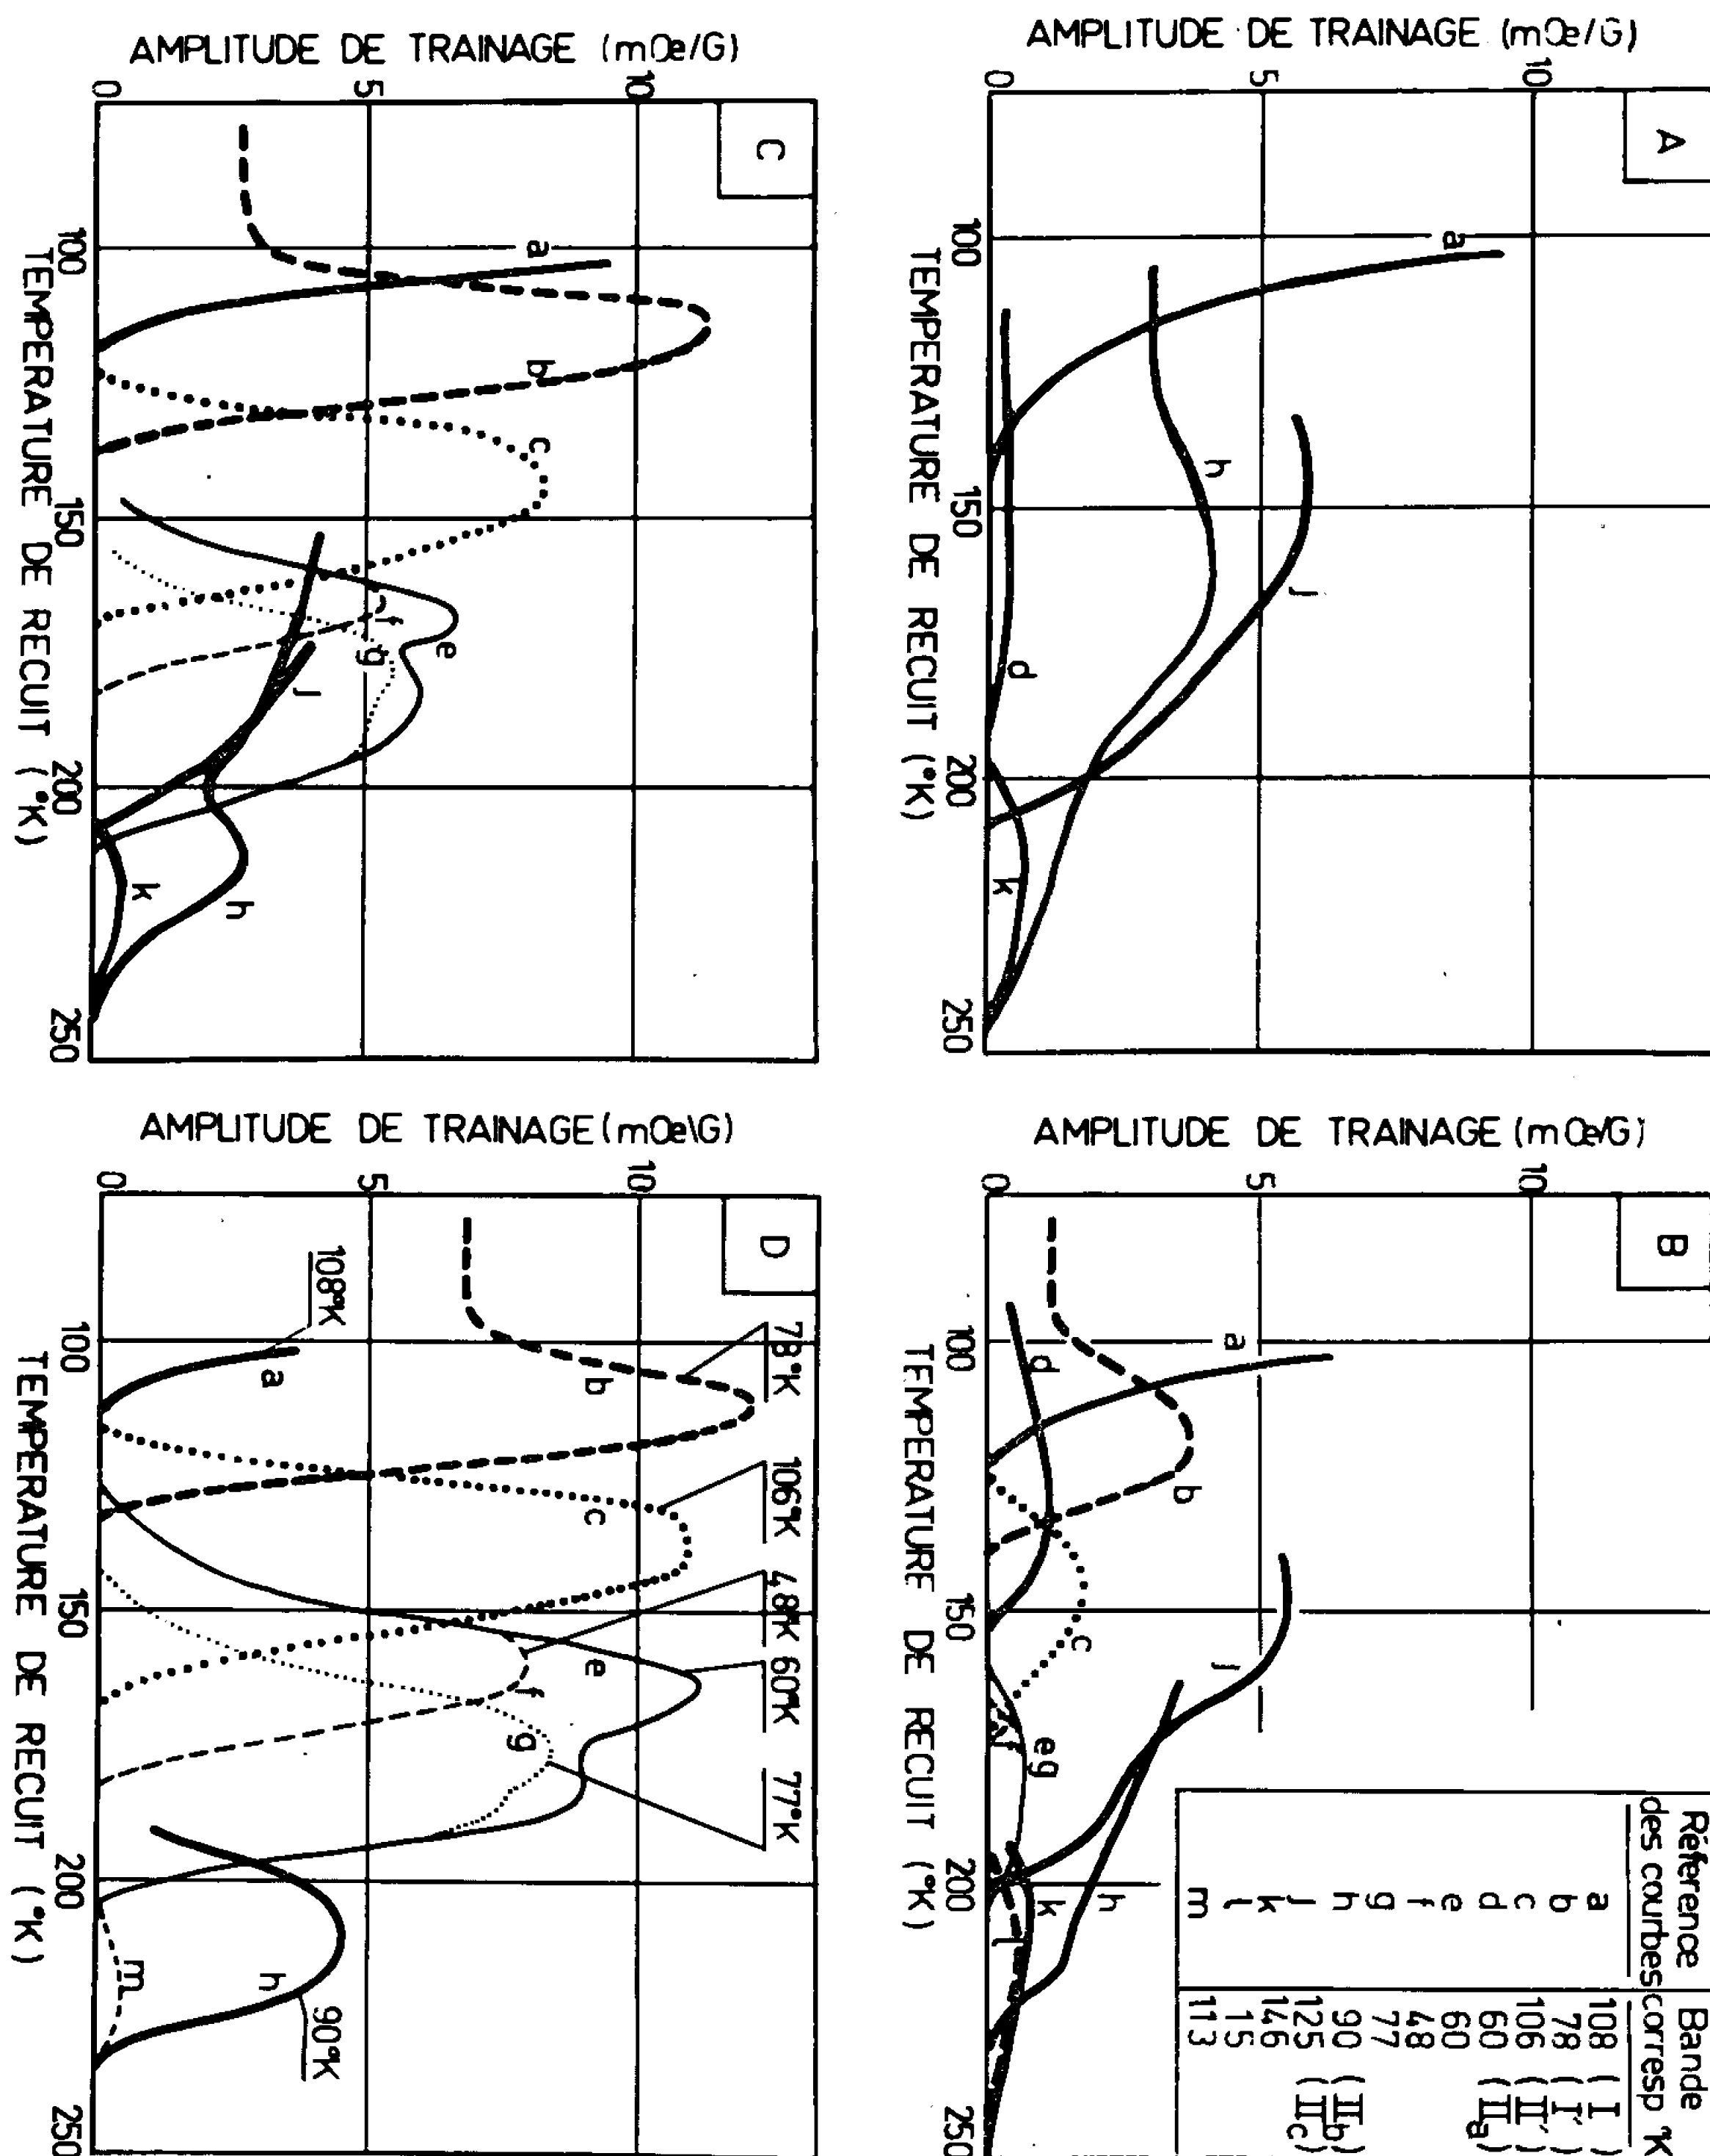 A
AMPLITUDE DE TRAINAGE (mOe/G)
10
5
0
100
150
200
250
a
h
j
d
k
TEMPERATURE DE RECUIT (°K)
B
AMPLITUDE DE TRAINAGE (mOe/G)
10
5
0
100
150
200
250
a
b
c
d
j
eg
f
h
k
l
TEMPERATURE DE RECUIT (°K)
Référence Bande
des courbes corresp °K
a 108 (I)
b 78 (I')
c 106 (II')
d 60 (IIa)
e 60
f 48
g 77
h 90 (IIb)
j 125 (IIc)
k 146
l 15
m 113
C
AMPLITUDE DE TRAINAGE (mOe/G)
10
5
0
100
150
200
250
a
b
c
f
g
e
j
k
h
TEMPERATURE DE RECUIT (°K)
D
AMPLITUDE DE TRAINAGE (mOe\G)
10
5
0
100
150
200
250
78°K
106°K
48°K
60°K
77°K
108°K
90°K
a
b
c
e
f
g
h
m
TEMPERATURE DE RECUIT (°K)